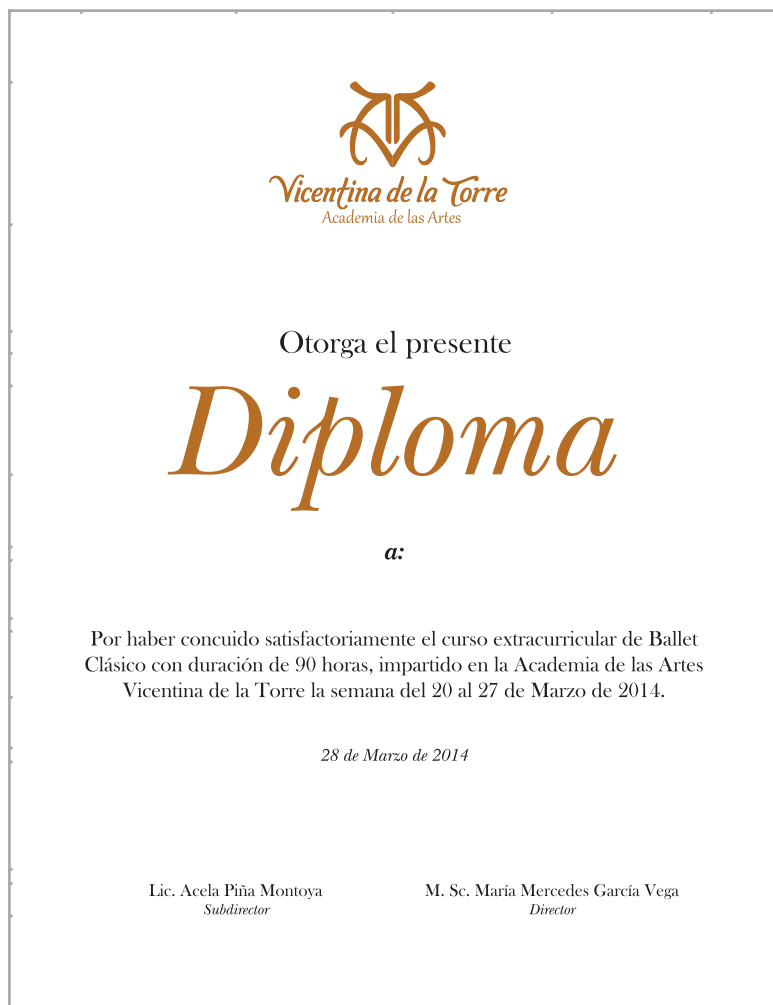 Vicentina de la Torre
Academia de las Artes
Otorga el presente
Diploma
a:
Por haber concuido satisfactoriamente el curso extracurricular de Ballet
Clásico con duración de 90 horas, impartido en la Academia de las Artes
Vicentina de la Torre la semana del 20 al 27 de Marzo de 2014.
28 de Marzo de 2014
Lic. Acela Piña Montoya
Subdirector
M. Sc. María Mercedes García Vega
Director